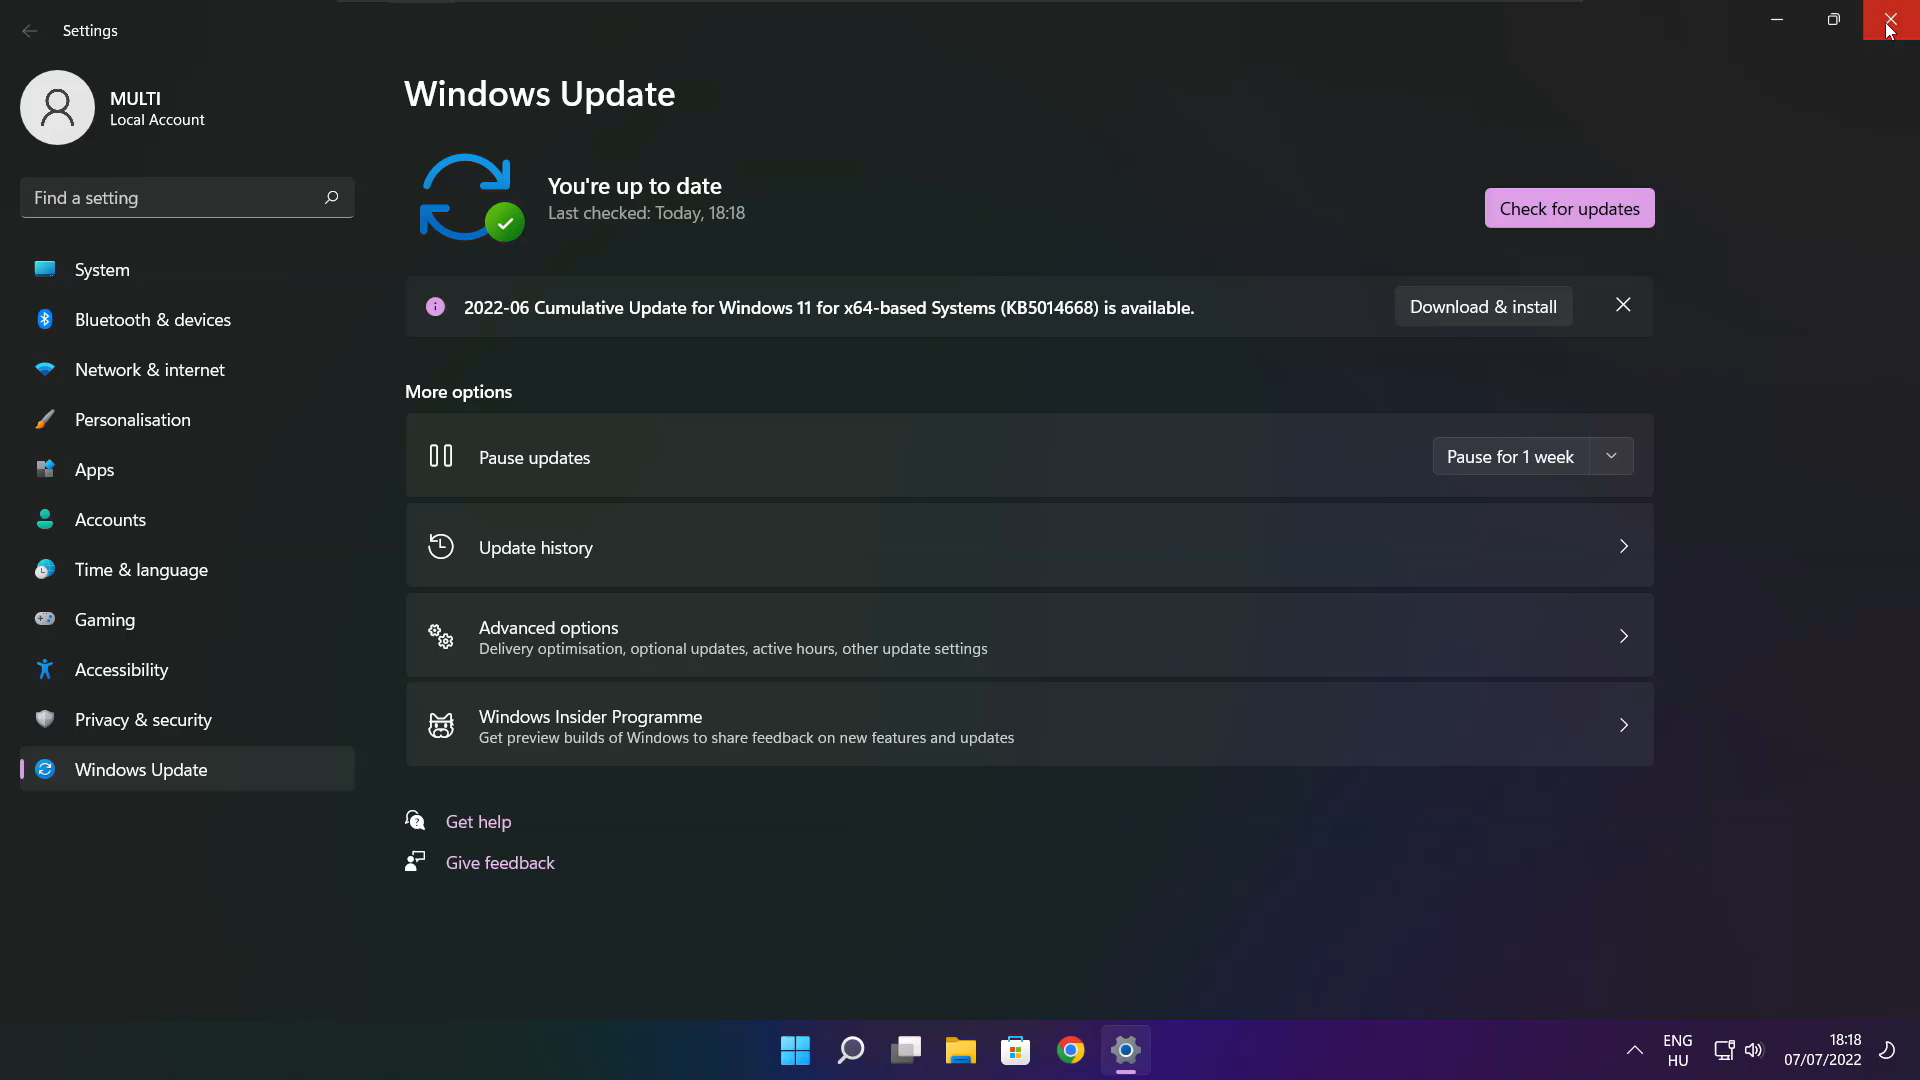 Settings
MULTI
Local Account
Find a setting
System
Bluetooth & devices
Network & internet
Personalisation
Apps
Accounts
Time & language
Gaming
Accessibility
Privacy & security
Windows Update
Windows Update
You're up to date
Last checked: Today, 18:18
Check for updates
2022-06 Cumulative Update for Windows 11 for x64-based Systems (KB5014668) is available.
Download & install
More options
Pause updates
Pause for 1 week
Update history
Advanced options
Delivery optimisation, optional updates, active hours, other update settings
Windows Insider Programme
Get preview builds of Windows to share feedback on new features and updates
Get help
Give feedback
ENG
HU
18:18
07/07/2022